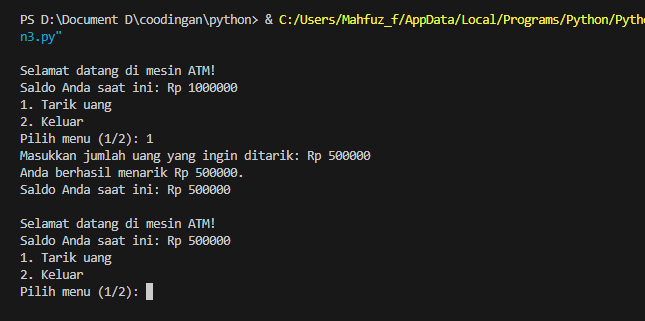 PS D:\Document D\coodingan\python> & C:/Users/Mahfuz_f/AppData/Local/Programs/Python/Pytho
n3.py"
Selamat datang di mesin ATM!
Saldo Anda saat ini: Rp 1000000
1. Tarik uang
2. Keluar
Pilih menu (1/2): 1
Masukkan jumlah uang yang ingin ditarik: Rp 500000
Anda berhasil menarik Rp 500000.
Saldo Anda saat ini: Rp 500000
Selamat datang di mesin ATM!
Saldo Anda saat ini: Rp 500000
1. Tarik uang
2. Keluar
Pilih menu (1/2):